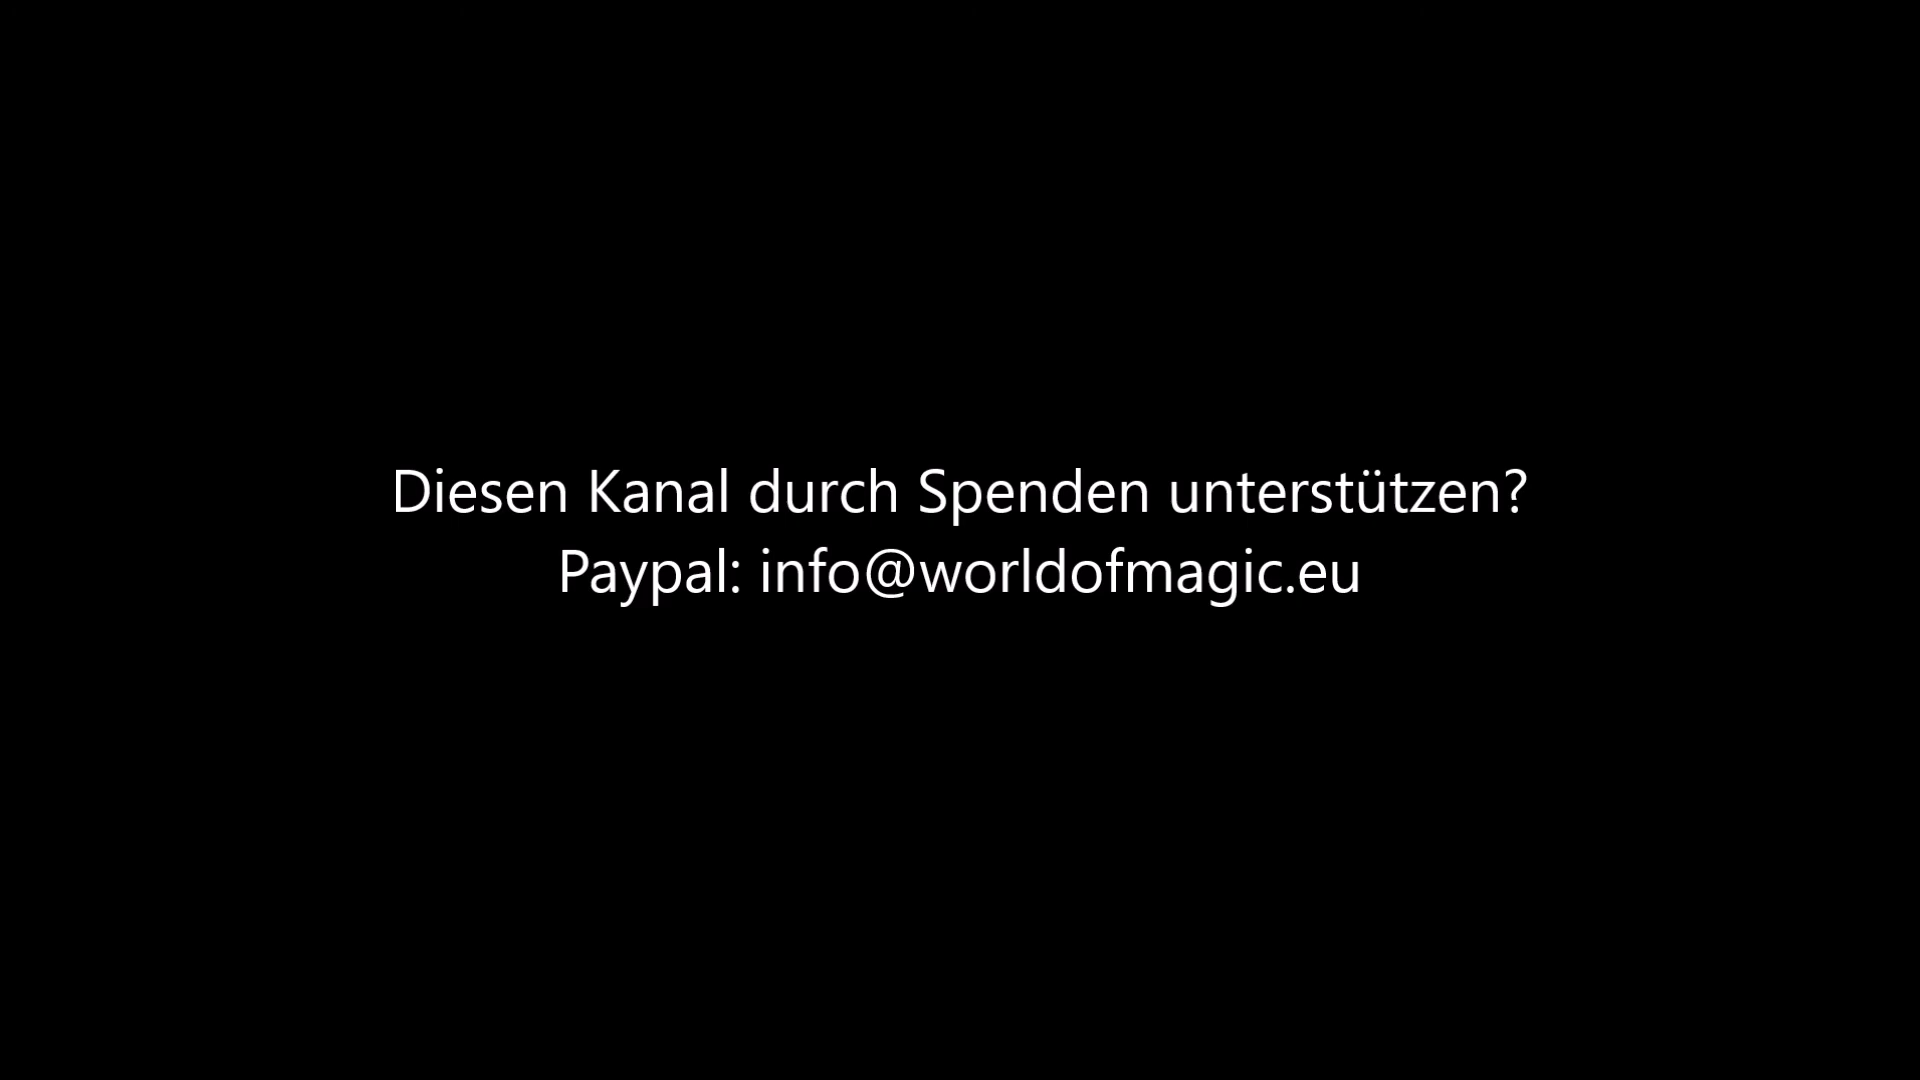 Diesen Kanal durch Spenden unterstützen?
Paypal: info@worldofmagic.eu